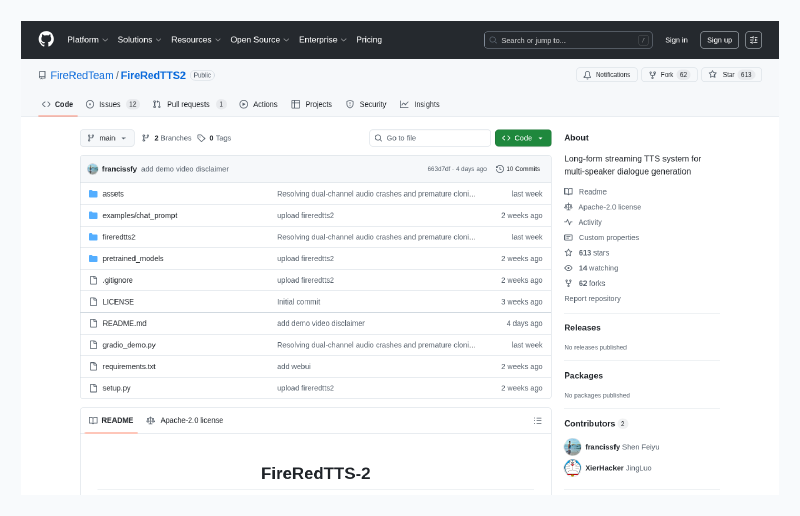 Platform Solutions Resources Open Source Enterprise Pricing Search or jump to... / Sign in Sign up
FireRedTeam / FireRedTTS2 Public Notifications Fork 62 Star 613
Code Issues 12 Pull requests 1 Actions Projects Security Insights
main 2 Branches 0 Tags Go to file Code
francissfy add demo video disclaimer 663d7df · 4 days ago 10 Commits
assets Resolving dual-channel audio crashes and premature cloni... last week
examples/chat_prompt upload fireredtts2 2 weeks ago
fireredtts2 Resolving dual-channel audio crashes and premature cloni... last week
pretrained_models upload fireredtts2 2 weeks ago
.gitignore upload fireredtts2 2 weeks ago
LICENSE Initial commit 3 weeks ago
README.md add demo video disclaimer 4 days ago
gradio_demo.py Resolving dual-channel audio crashes and premature cloni... last week
requirements.txt add webui 2 weeks ago
setup.py upload fireredtts2 2 weeks ago
README Apache-2.0 license
FireRedTTS-2
About
Long-form streaming TTS system for
multi-speaker dialogue generation
Readme
Apache-2.0 license
Activity
Custom properties
613 stars
14 watching
62 forks
Report repository
Releases
No releases published
Packages
No packages published
Contributors 2
francissfy Shen Feiyu
XierHacker JingLuo